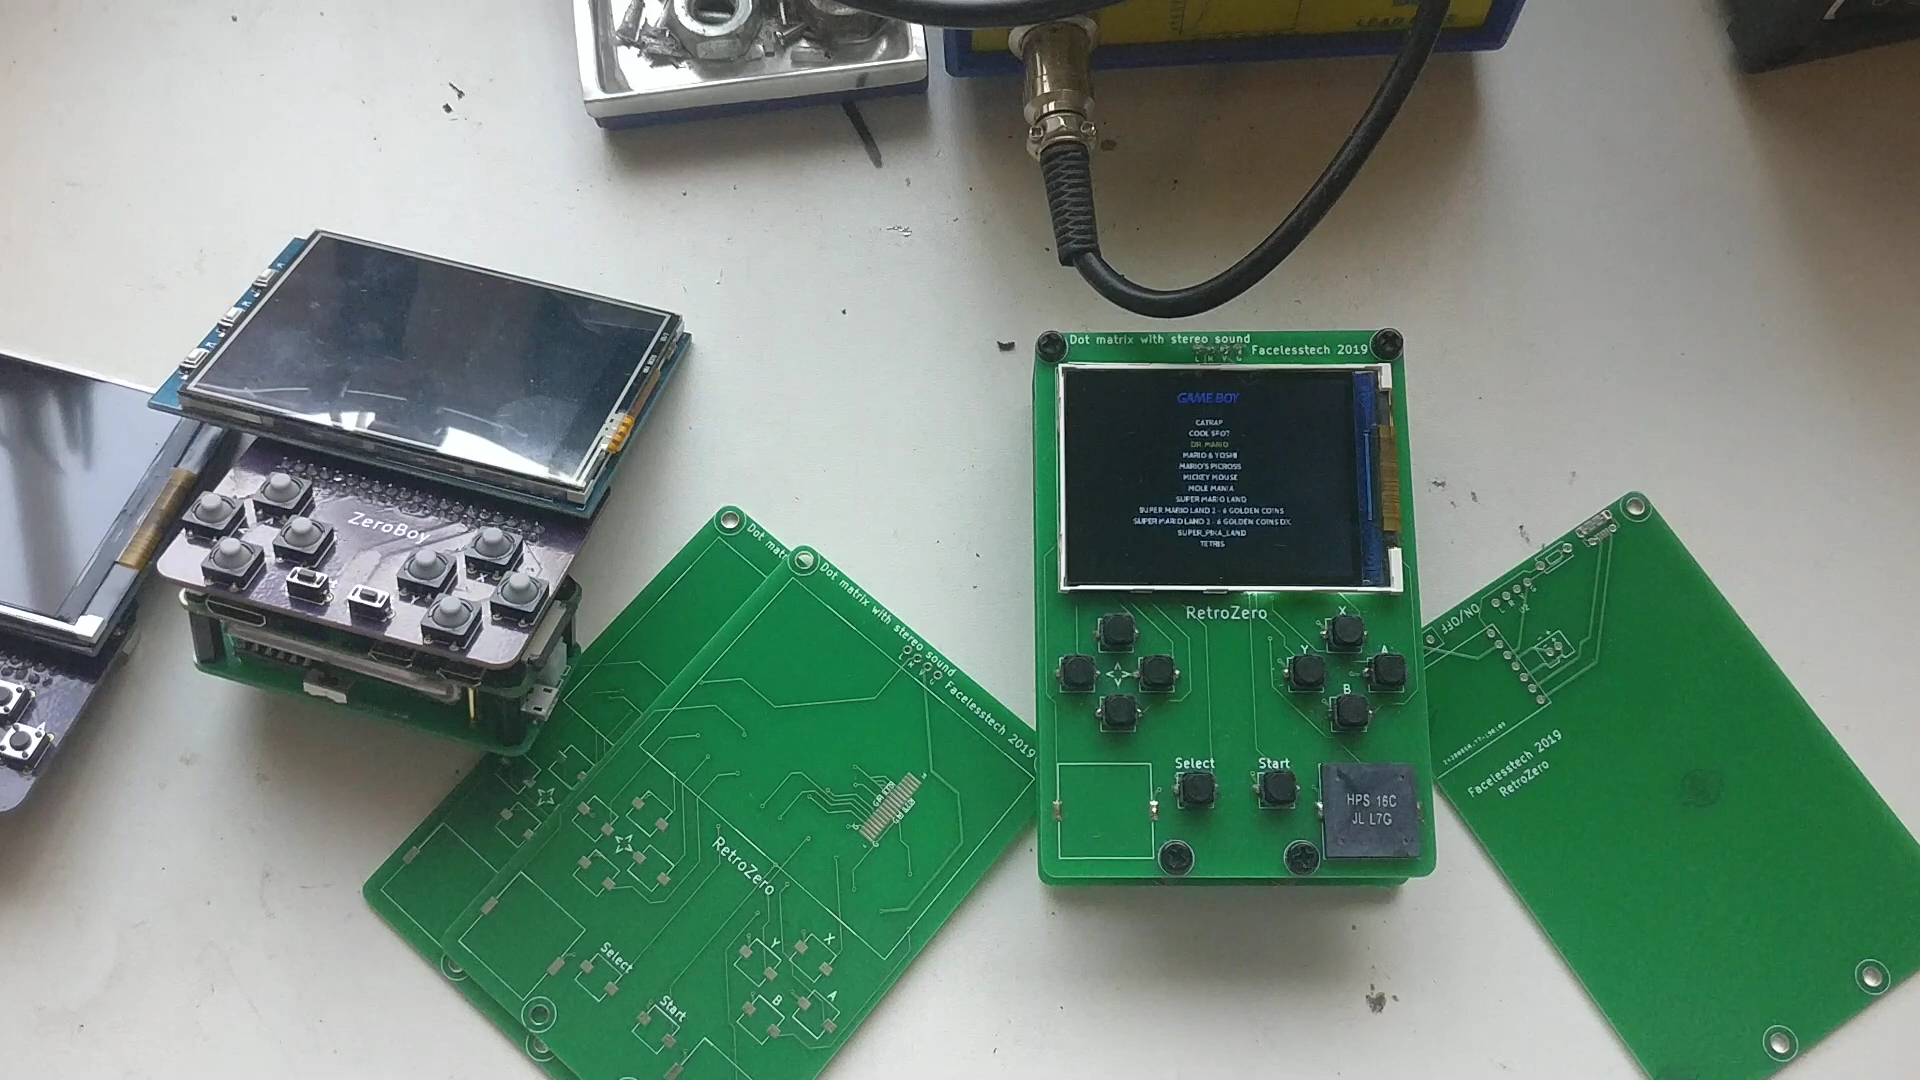 Dot matrix with stereo sound
L R V G
Facelesstech 2019
GAME BOY
CATRAP
COOL SPOT
DR. MARIO
MARIO & YOSHI
MARIO'S PICROSS
MICKEY MOUSE
MOLE MANIA
SUPER MARIO LAND
SUPER MARIO LAND 2 - 6 GOLDEN COINS
SUPER MARIO LAND 2 - 6 GOLDEN COINS DX
SUPER_PIKA_LAND
TETRIS
RetroZero
X
Y
A
B
Select
Start
HPS 16C
JL L7G
ZeroBoy
X
Dot matr
Dot matrix with stereo sound
L R V G
Facelesstech 2019
RetroZero
Select
Start
Y
X
B
A
ON/OFF
Facelesstech 2019
RetroZero